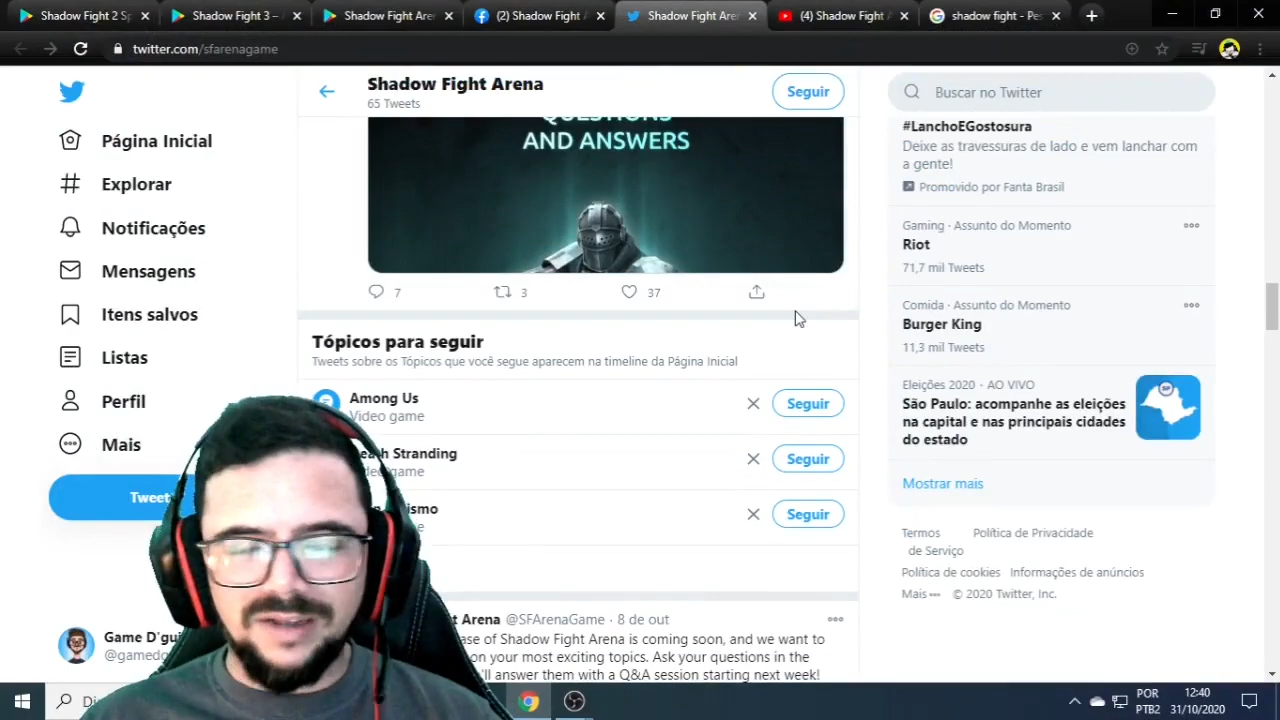 Shadow Fight 2 Sp
Shadow Fight 3 –
Shadow Fight Are
(2) Shadow Fight
Shadow Fight Are
(4) Shadow Fight
shadow fight - Pes
twitter.com/sfarenagame
Shadow Fight Arena
65 Tweets
Seguir
Buscar no Twitter
Página Inicial
Explorar
Notificações
Mensagens
Itens salvos
Listas
Perfil
Mais
Tweet
Game D'gui
@gamedo
QUESTIONS
AND ANSWERS
7
3
37
Tópicos para seguir
Tweets sobre os Tópicos que você segue aparecem na timeline da Página Inicial
Among Us
Video game
Seguir
Stranding
Seguir
Seguir
Arena @SFArenaGame · 8 de out
of Shadow Fight Arena is coming soon, and we want to
on your most exciting topics. Ask your questions in the
answer them with a Q&A session starting next week!
#LanchoEGostosura
Deixe as travessuras de lado e vem lanchar com
a gente!
Promovido por Fanta Brasil
Gaming · Assunto do Momento
Riot
71,7 mil Tweets
Comida · Assunto do Momento
Burger King
11,3 mil Tweets
Eleições 2020 · AO VIVO
São Paulo: acompanhe as eleições
na capital e nas principais cidades
do estado
SP
Mostrar mais
Termos
de Serviço
Política de Privacidade
Política de cookies
Informações de anúncios
Mais
© 2020 Twitter, Inc.
POR
PTB2
12:40
31/10/2020